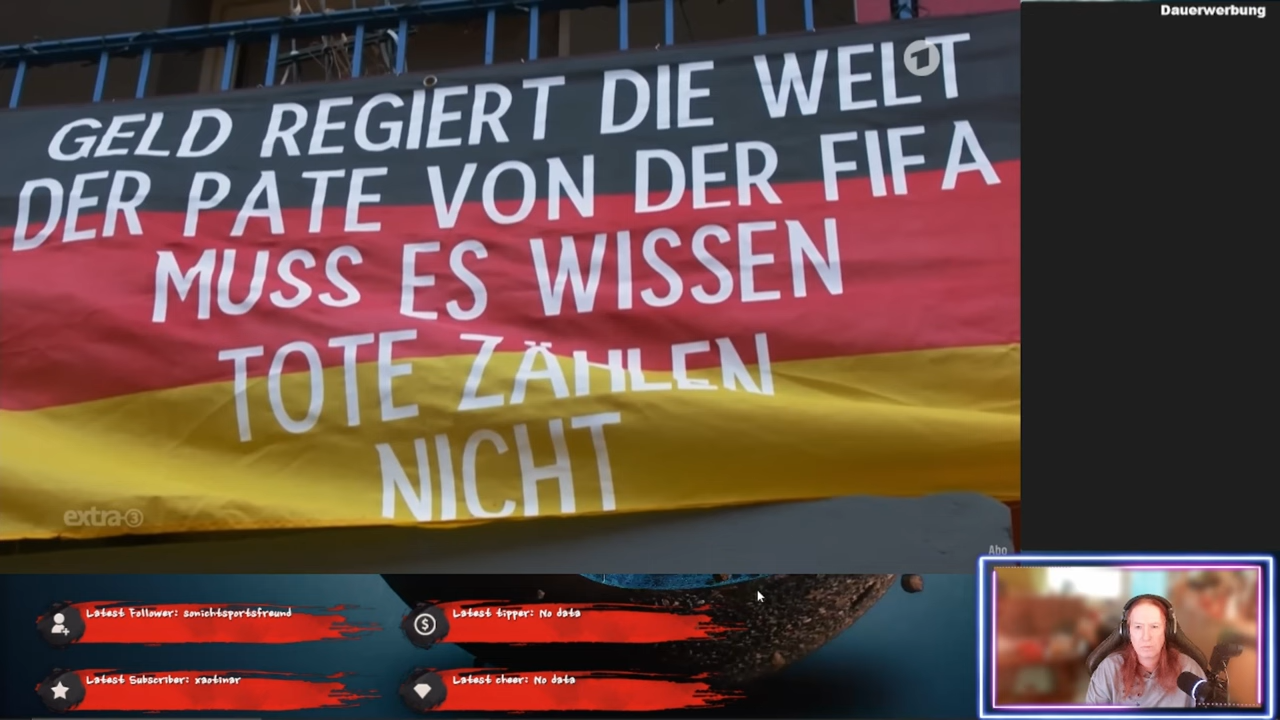 Dauerwerbung
GELD REGIERT DIE WELT
DER PATE VON DER FIFA
MUSS ES WISSEN
TOTE ZÄHLEN
NICHT
extra 3
Abo
Latest Follower: sonichtsportsfreund
Latest tipper: No data
Latest Subscriber: xaotinar
Latest cheer: No data